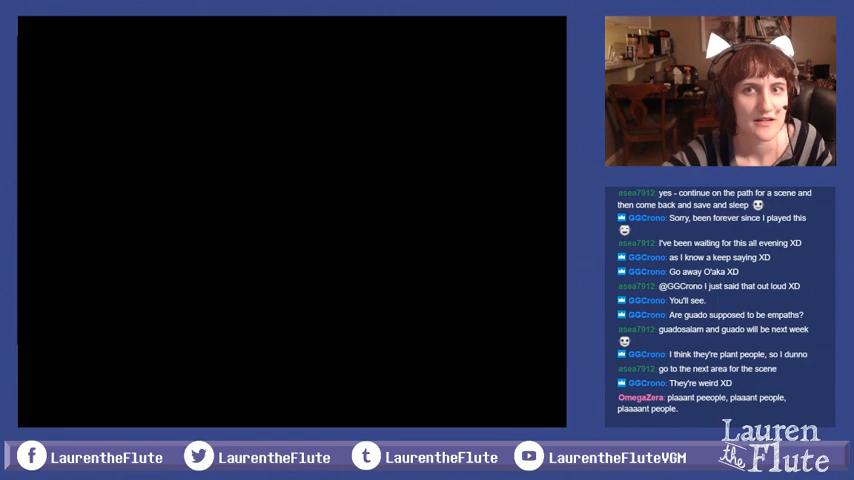 asea7912: yes - continue on the path for a scene and
then come back and save and sleep
GGCrono: Sorry, been forever since I played this
asea7912: I've been waiting for this all evening XD
GGCrono: as I know a keep saying XD
GGCrono: Go away O'aka XD
asea7912: @GGCrono I just said that out loud XD
GGCrono: You'll see.
GGCrono: Are guado supposed to be empaths?
asea7912: guadosalam and guado will be next week
GGCrono: I think they're plant people, so I dunno
asea7912: go to the next area for the scene
GGCrono: They're weird XD
OmegaZera: plaaant peeople, plaaant people,
plaaaant people.
Lauren
the Flute
LaurentheFlute
LaurentheFlute
LaurentheFlute
LaurentheFluteVGM